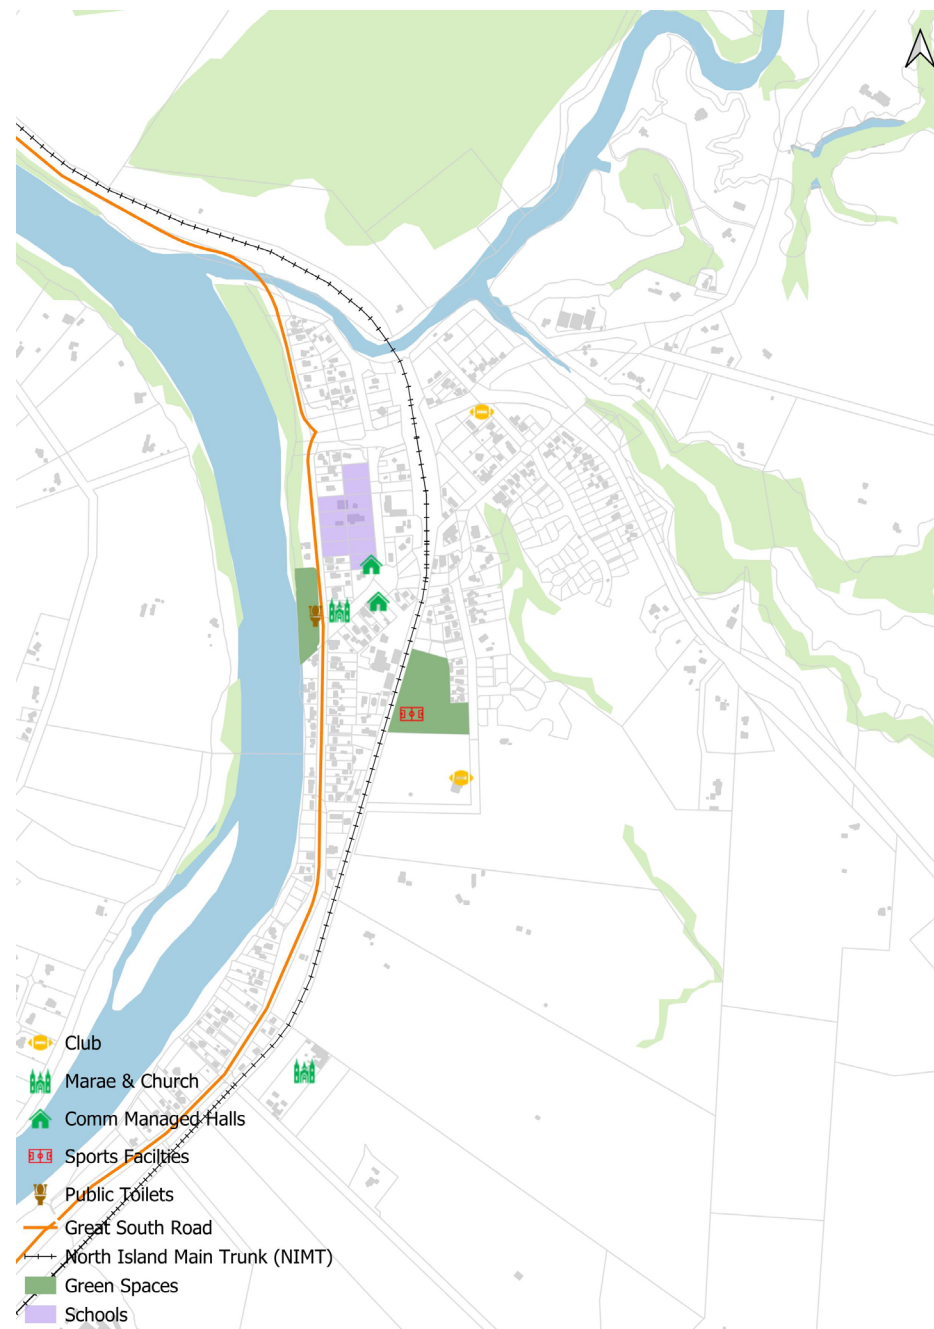 Club
Marae & Church
Comm Managed Halls
Sports Facilties
Public Toilets
Great South Road
North Island Main Trunk (NIMT)
Green Spaces
Schools